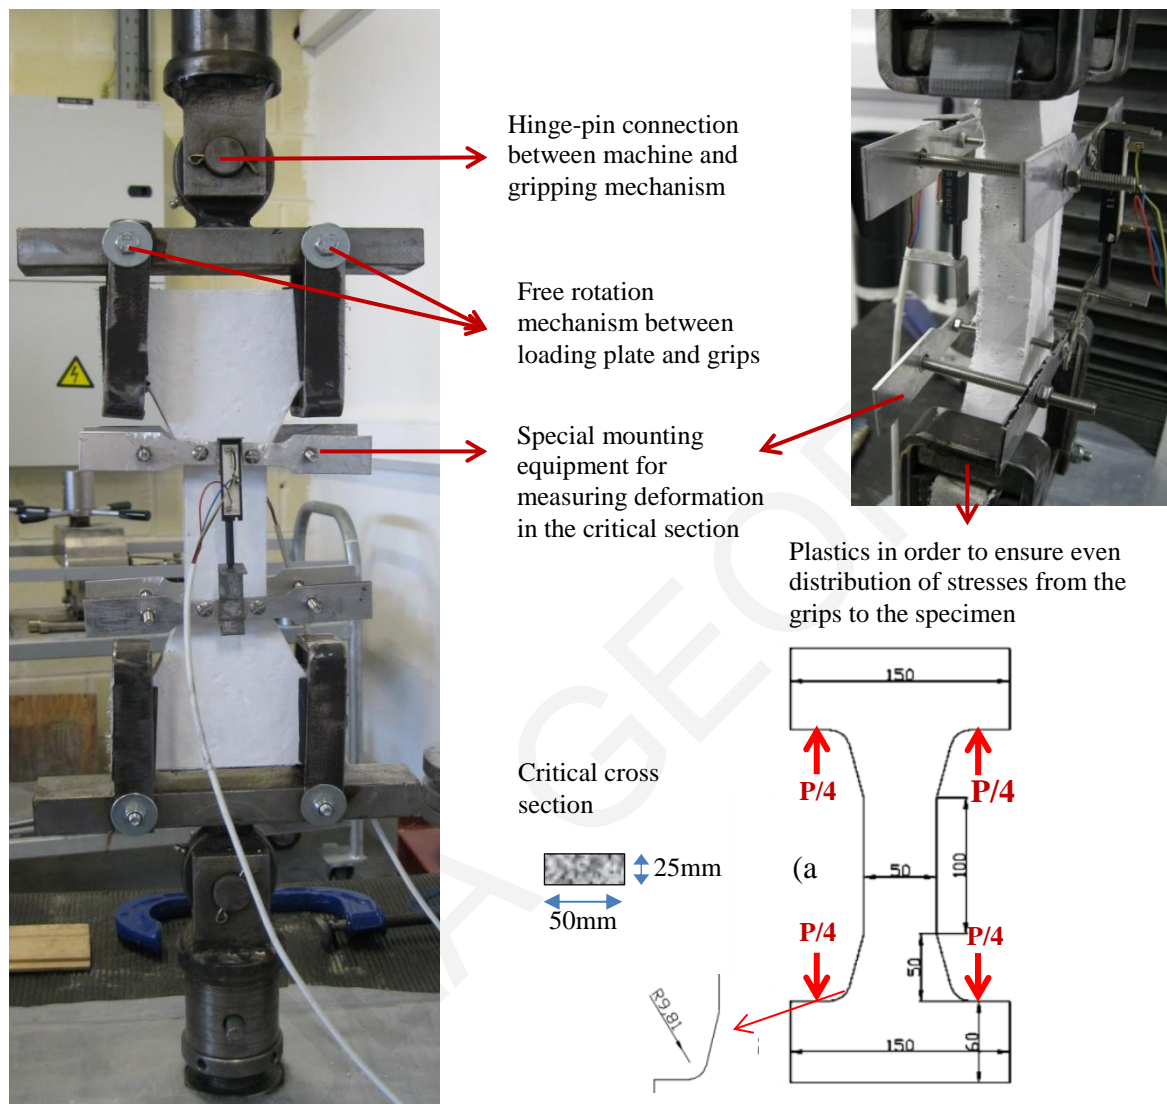 Hinge-pin connection
between machine and
gripping mechanism
Free rotation
mechanism between
loading plate and grips
Special mounting
equipment for
measuring deformation
in the critical section
Plastics in order to ensure even
distribution of stresses from the
grips to the specimen
150
P/4
P/4
Critical cross
section
25mm
50mm
(a
50
100
P/4
P/4
50
R9,81
150
60